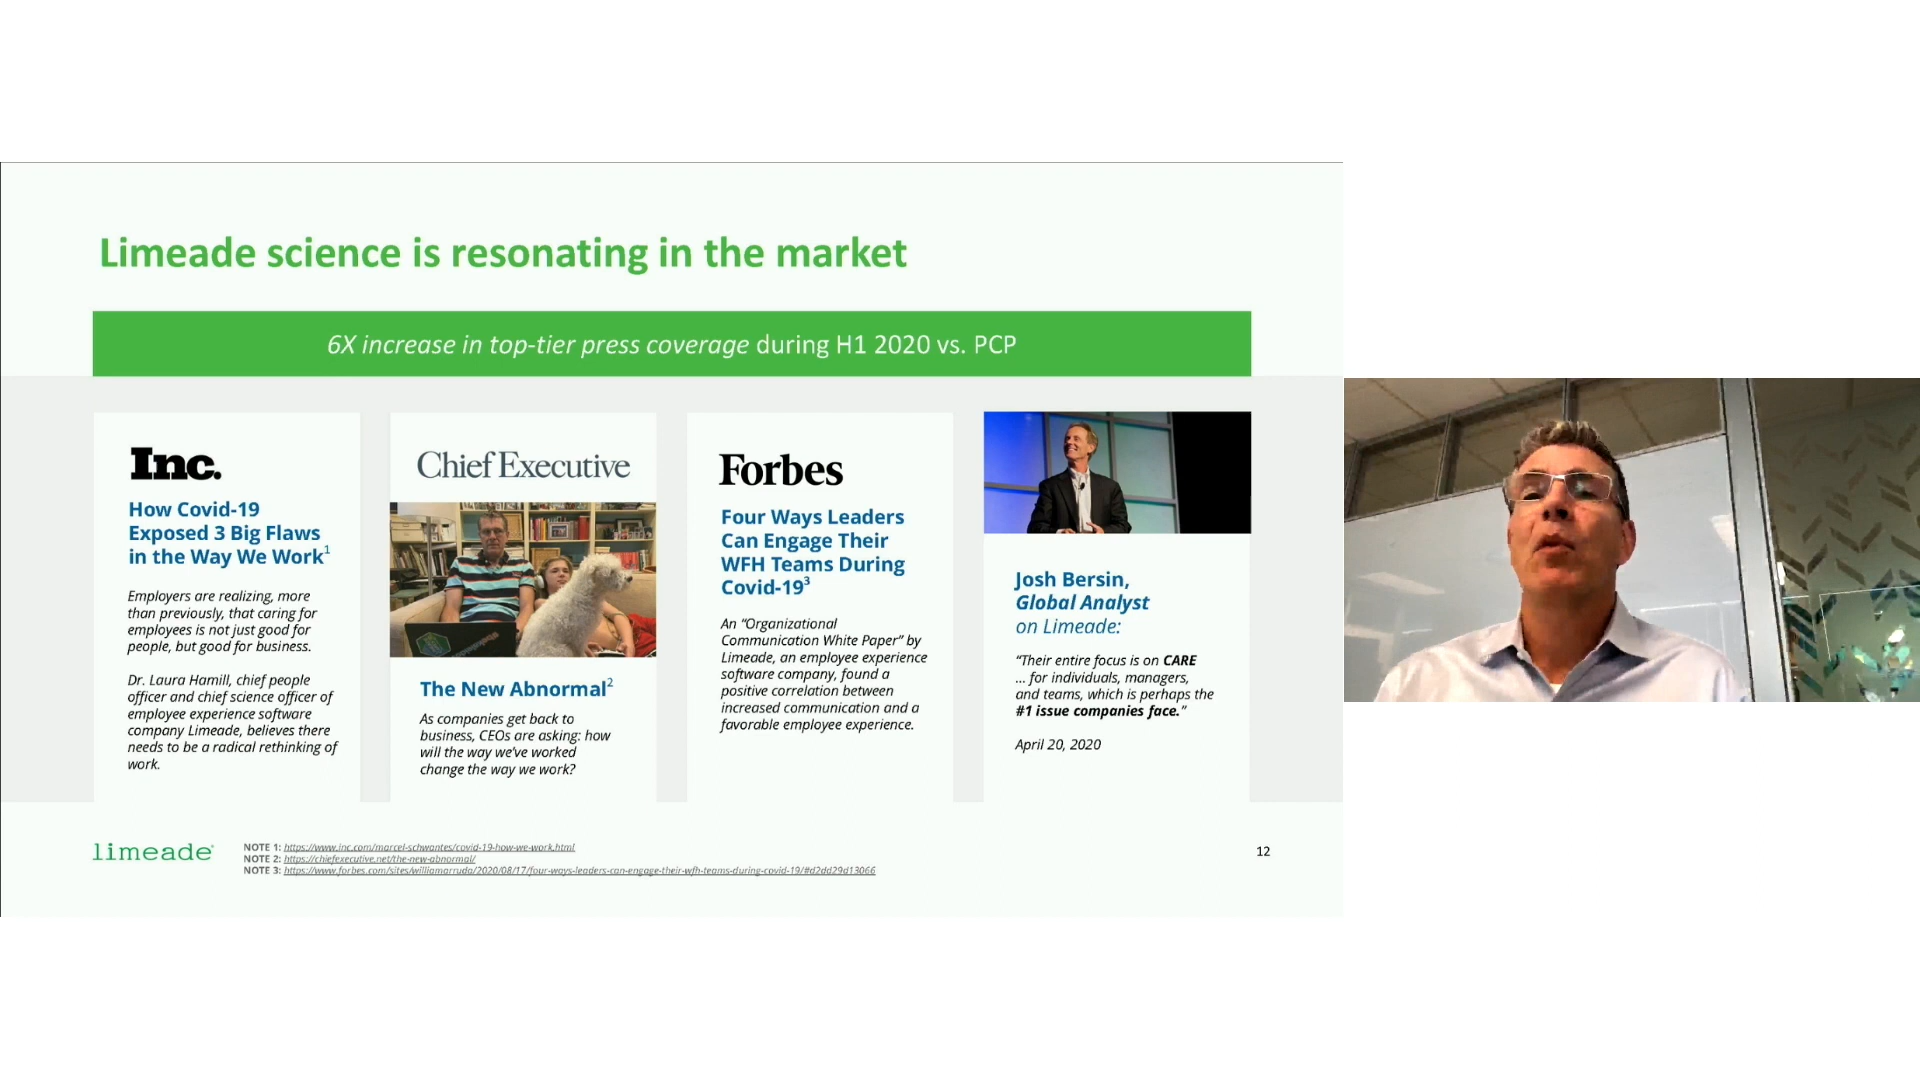 Limeade science is resonating in the market
6X increase in top-tier press coverage during H1 2020 vs. PCP
Inc.
How Covid-19
Exposed 3 Big Flaws
in the Way We Work1
Employers are realizing, more
than previously, that caring for
employees is not just good for
people, but good for business.
Dr. Laura Hamill, chief people
officer and chief science officer of
employee experience software
company Limeade, believes there
needs to be a radical rethinking of
work.
Chief Executive
The New Abnormal2
As companies get back to
business, CEOs are asking: how
will the way we’ve worked
change the way we work?
Forbes
Four Ways Leaders
Can Engage Their
WFH Teams During
Covid-193
An “Organizational
Communication White Paper” by
Limeade, an employee experience
software company, found a
positive correlation between
increased communication and a
favorable employee experience.
Josh Bersin,
Global Analyst
on Limeade:
“Their entire focus is on CARE
... for individuals, managers,
and teams, which is perhaps the
#1 issue companies face.”
April 20, 2020
limeade
NOTE 1: https://www.inc.com/marcel-schwantes/covid-19-how-we-work.html
NOTE 2: https://chiefexecutive.net/the-new-abnormal/
NOTE 3: https://www.forbes.com/sites/williamarruda/2020/08/17/four-ways-leaders-can-engage-their-wfh-teams-during-covid-19/#d2dd29d13066
12